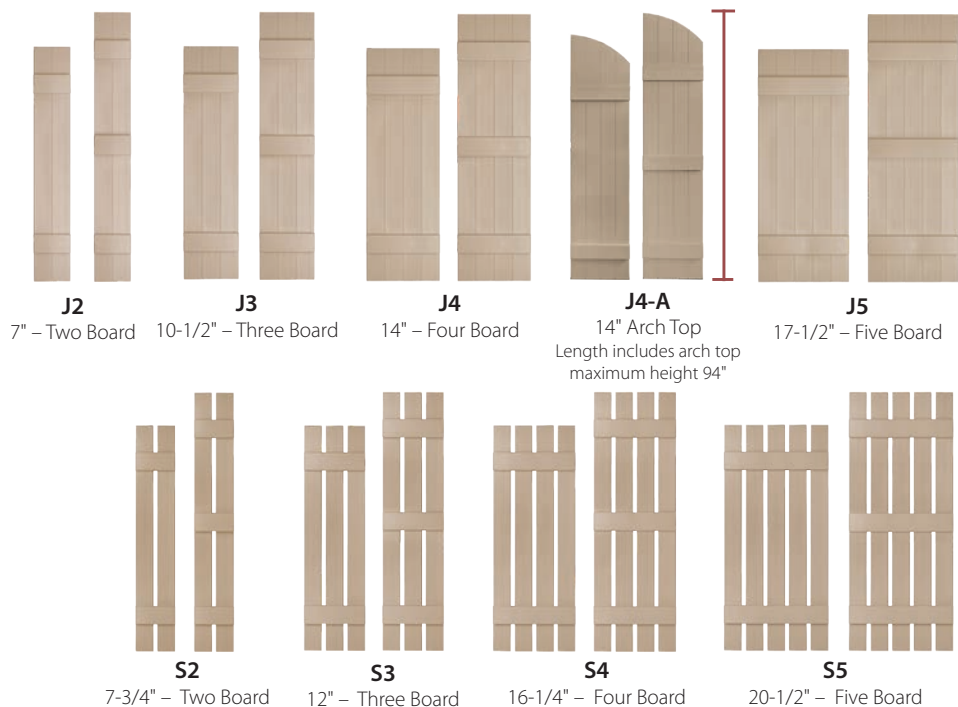 J2
7" – Two Board
J3
10-1/2" – Three Board
J4
14" – Four Board
J4-A
14" Arch Top
Length includes arch top
maximum height 94"
J5
17-1/2" – Five Board
S2
7-3/4" – Two Board
S3
12" – Three Board
S4
16-1/4" – Four Board
S5
20-1/2" – Five Board